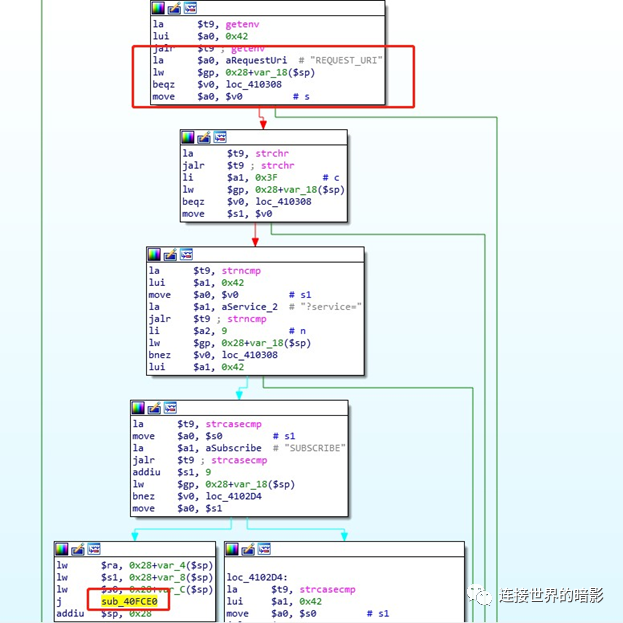 la $t9, getenv
lui $a0, 0x42
jalr $t9 ; getenv
la $a0, aRequestUri # "REQUEST_URI"
lw $gp, 0x28+var_18($sp)
beqz $v0, loc_410308
move $a0, $v0 # s
la $t9, strchr
jalr $t9 ; strchr
li $a1, 0x3F # c
lw $gp, 0x28+var_18($sp)
beqz $v0, loc_410308
move $s1, $v0
la $t9, strncmp
lui $a1, 0x42
move $a0, $v0 # s1
la $a1, aService_2 # "?service="
jalr $t9 ; strncmp
li $a2, 9 # n
lw $gp, 0x28+var_18($sp)
bnez $v0, loc_410308
lui $a1, 0x42
la $t9, strcasecmp
move $a0, $s0 # s1
la $a1, aSubscribe # "SUBSCRIBE"
jalr $t9 ; strcasecmp
addiu $s1, 9
lw $gp, 0x28+var_18($sp)
bnez $v0, loc_4102D4
move $a0, $s1
lw $ra, 0x28+var_4($sp)
lw $s1, 0x28+var_8($sp)
lw $s0, 0x28+var_C($sp)
j sub_40FCE0
addiu $sp, 0x28
loc_4102D4:
la $t9, strcasecmp
lui $a1, 0x42
move $a0, $s0 # s1
连接世界的暗影